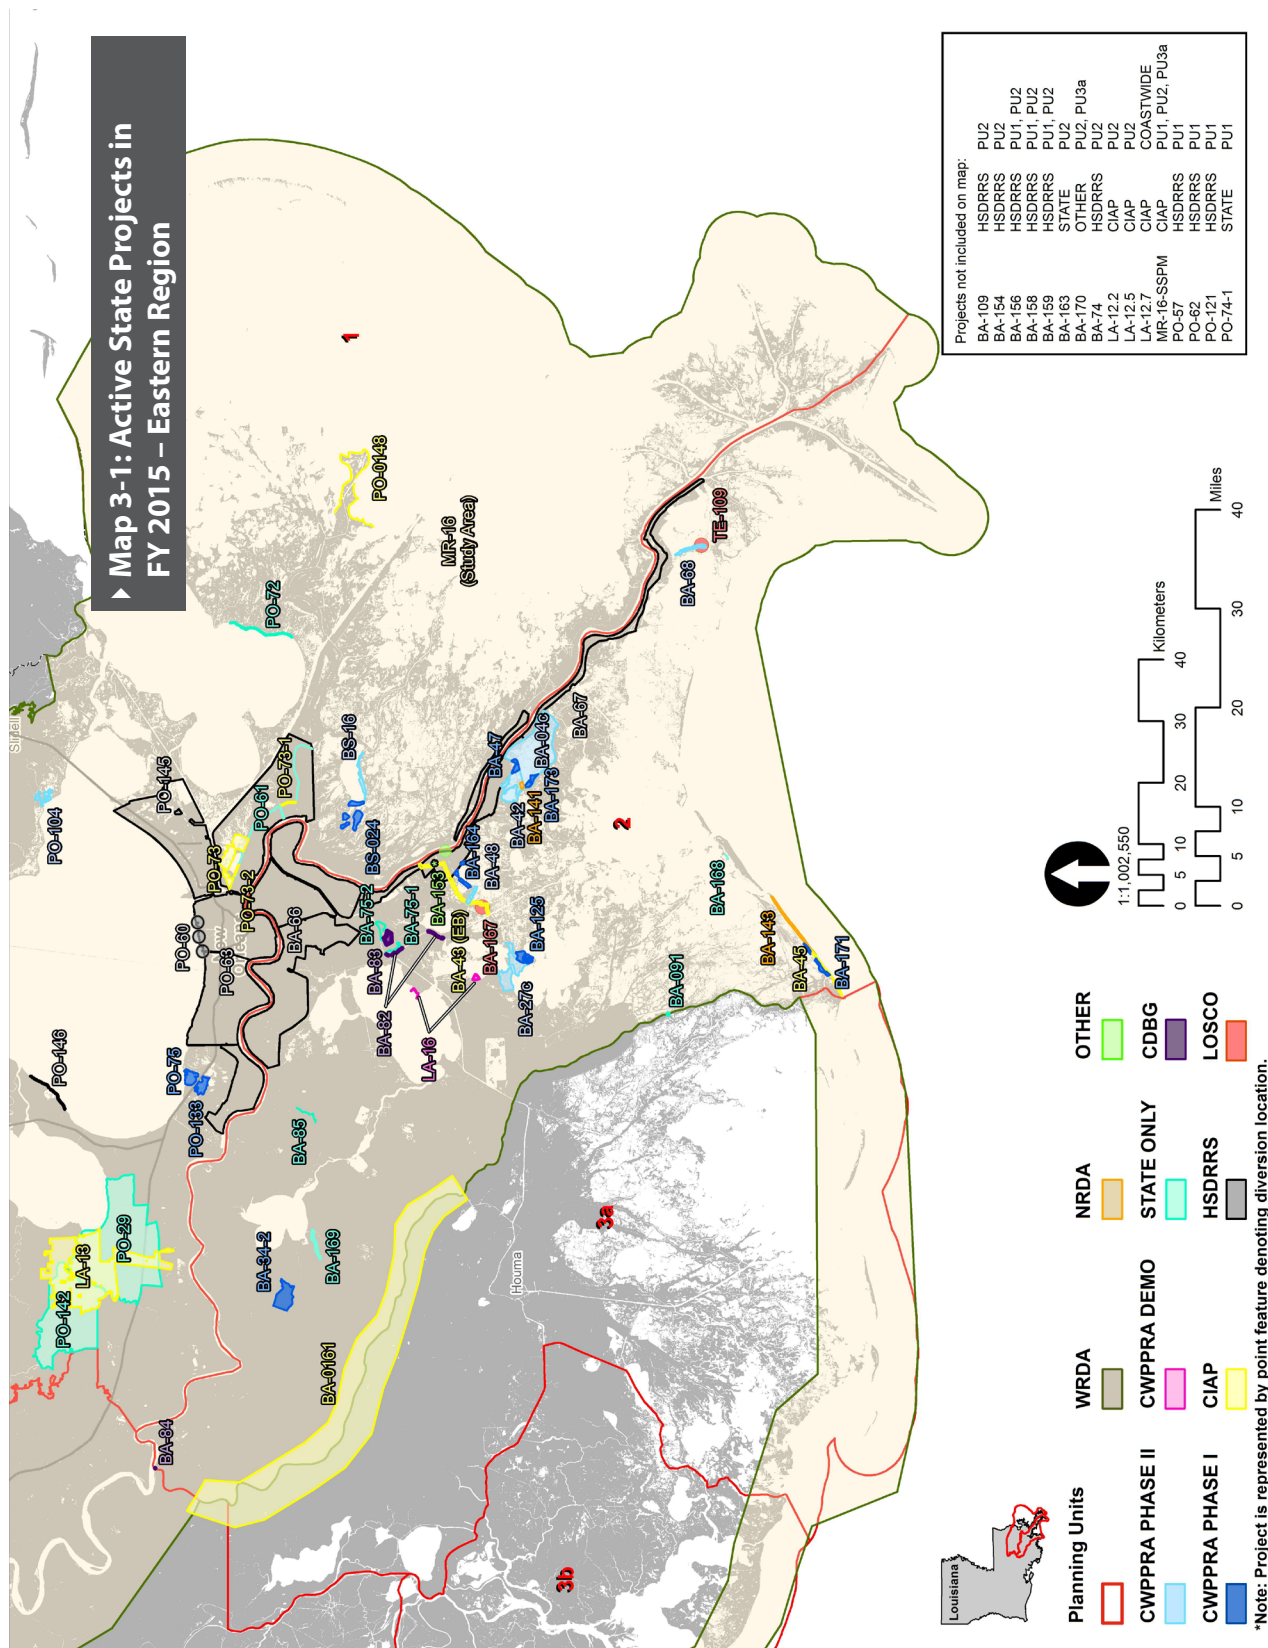 ▶ Map 3-1: Active State Projects in
FY 2015 – Eastern Region
Slidell
PO-104
PO-146
PO-145
PO-142
LA-13
PO-29
PO-75
PO-133
PO-60
PO-63
PO-73
PO-73-2
PO-61
PO-73-1
PO-72
PO-0148
1
MR-16
(Study Area)
BA-84
BA-34-2
BA-169
BA-85
BA-0161
BA-66
BA-75-2
BA-75-1
BA-83
BA-82
LA-16
BS-16
BS-024
BA-153*
BA-164
BA-48
BA-43 (EB)
BA-167
BA-125
BA-27c
BA-47
BA-04c
BA-42
BA-141
BA-173
BA-67
BA-68
TE-109
2
BA-168
BA-143
BA-45
BA-171
BA-091
Houma
3a
3b
Projects not included on map:
BA-109 HSDRRS PU2
BA-154 HSDRRS PU2
BA-156 HSDRRS PU1, PU2
BA-158 HSDRRS PU1, PU2
BA-159 HSDRRS PU1, PU2
BA-163 STATE PU2
BA-170 OTHER PU2, PU3a
BA-74 HSDRRS PU2
LA-12.2 CIAP PU2
LA-12.5 CIAP PU2
LA-12.7 CIAP COASTWIDE
MR-16-SSPM CIAP PU1, PU2, PU3a
PO-57 HSDRRS PU1
PO-62 HSDRRS PU1
PO-121 HSDRRS PU1
PO-74-1 STATE PU1
1:1,002,550
Kilometers
0 5 10 20 30 40
Miles
0 5 10 20 30 40
Louisiana
Planning Units
WRDA
NRDA
OTHER
CWPPRA PHASE II
CWPPRA DEMO
STATE ONLY
CDBG
CWPPRA PHASE I
CIAP
HSDRRS
LOSCO
*Note: Project is represented by point feature denoting diversion location.